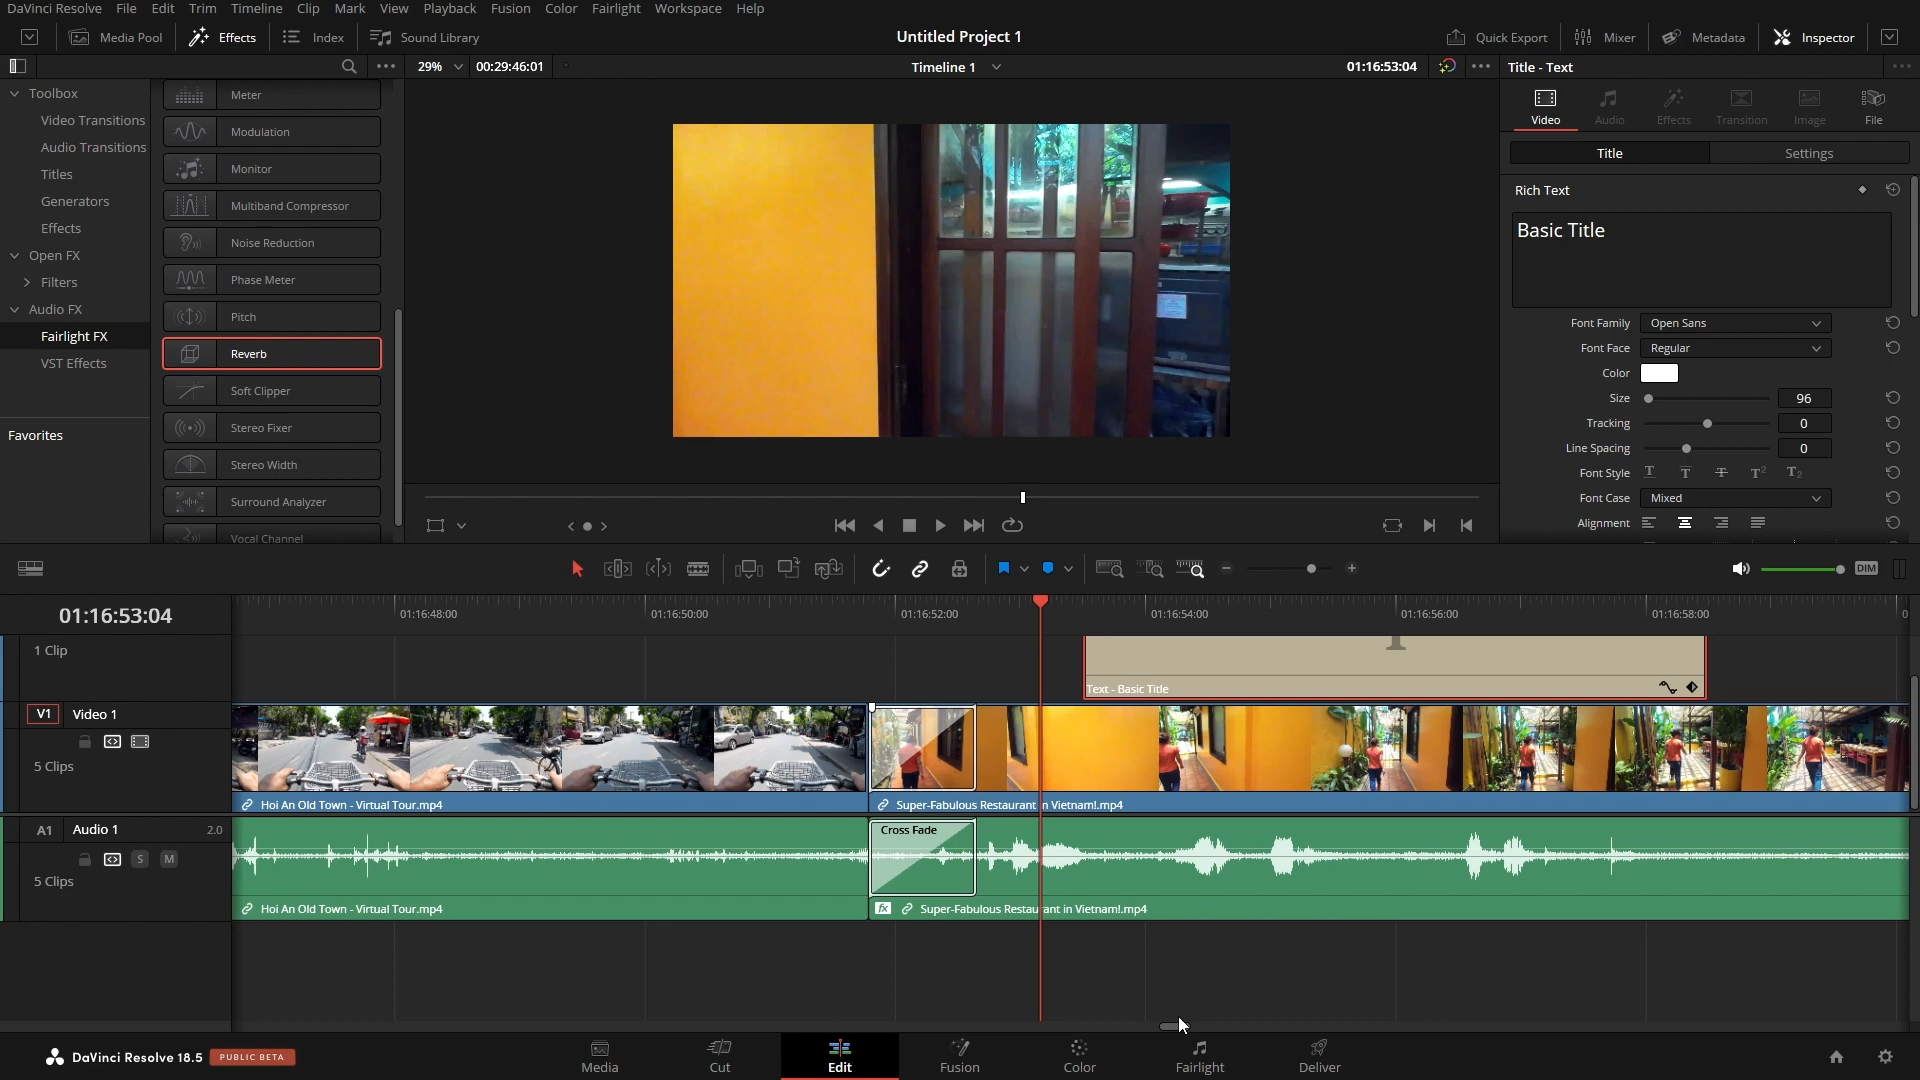 DaVinci Resolve File Edit Trim Timeline Clip Mark View Playback Fusion Color Fairlight Workspace Help
Media Pool Effects Index Sound Library
Untitled Project 1
Quick Export Mixer Metadata Inspector
29% 00:29:46:01
Timeline 1
01:16:53:04
Title - Text
Toolbox
Video Transitions
Audio Transitions
Titles
Generators
Effects
Open FX
Filters
Audio FX
Fairlight FX
VST Effects
Favorites
Meter
Modulation
Monitor
Multiband Compressor
Noise Reduction
Phase Meter
Pitch
Reverb
Soft Clipper
Stereo Fixer
Stereo Width
Surround Analyzer
Vocal Channel
Video Audio Effects Transition Image File
Title Settings
Rich Text
Basic Title
Font Family Open Sans
Font Face Regular
Color
Size 96
Tracking 0
Line Spacing 0
Font Style
Font Case Mixed
Alignment
DIM
01:16:53:04
01:16:48:00 01:16:50:00 01:16:52:00 01:16:54:00 01:16:56:00 01:16:58:00
1 Clip
Text - Basic Title
V1 Video 1
5 Clips
Hoi An Old Town - Virtual Tour.mp4
Super-Fabulous Restaurant in Vietnam!.mp4
A1 Audio 1 2.0
S M
5 Clips
Cross Fade
Hoi An Old Town - Virtual Tour.mp4
fx Super-Fabulous Restaurant in Vietnam!.mp4
DaVinci Resolve 18.5 PUBLIC BETA
Media Cut Edit Fusion Color Fairlight Deliver